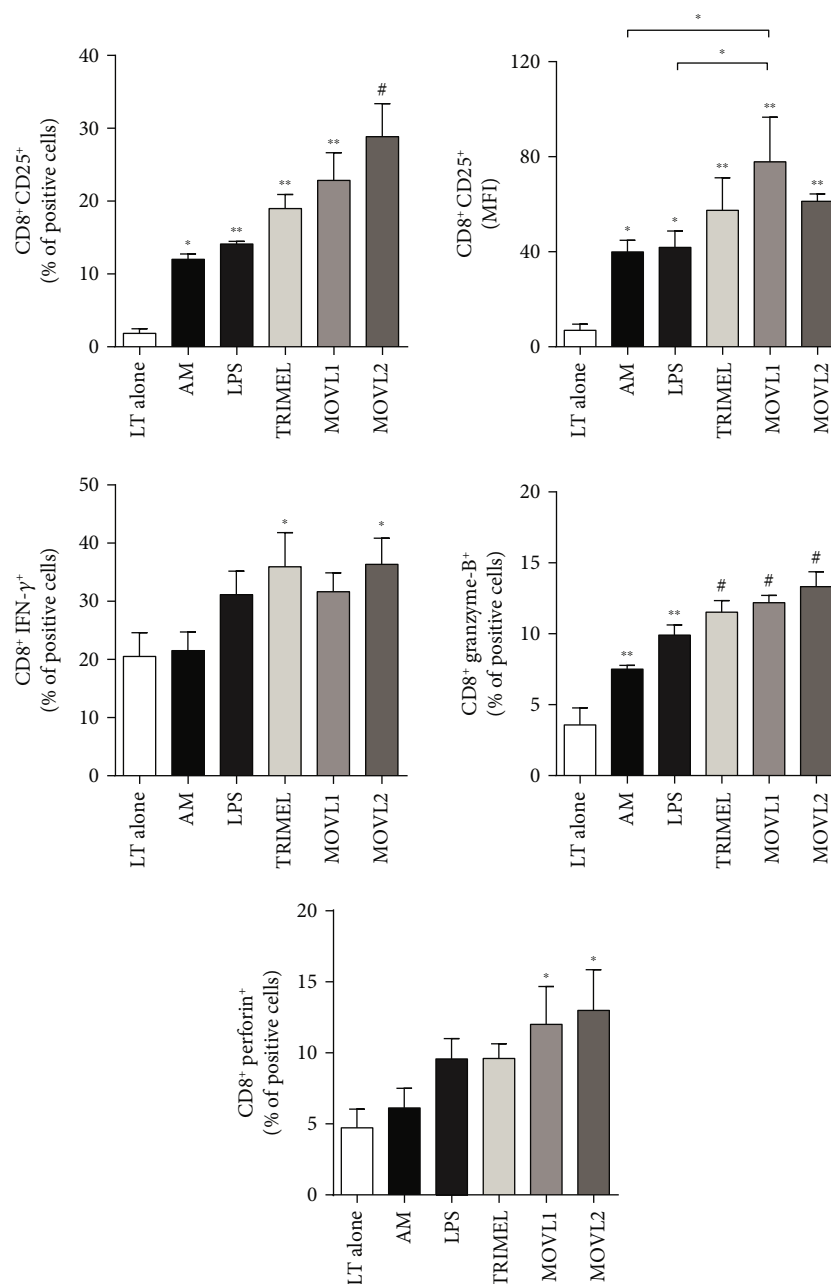 CD8+ CD25+
(% of positive cells)
40
30
20
10
0
*
**
**
**
#
LT alone
AM
LPS
TRIMEL
MOVL1
MOVL2
CD8+ CD25+
(MFI)
120
80
40
0
*
*
*
*
**
**
**
LT alone
AM
LPS
TRIMEL
MOVL1
MOVL2
CD8+ IFN-γ+
(% of positive cells)
50
40
30
20
10
0
*
*
LT alone
AM
LPS
TRIMEL
MOVL1
MOVL2
CD8+ granzyme-B+
(% of positive cells)
20
15
10
5
0
**
**
#
#
#
LT alone
AM
LPS
TRIMEL
MOVL1
MOVL2
CD8+ perforin+
(% of positive cells)
20
15
10
5
0
*
*
LT alone
AM
LPS
TRIMEL
MOVL1
MOVL2